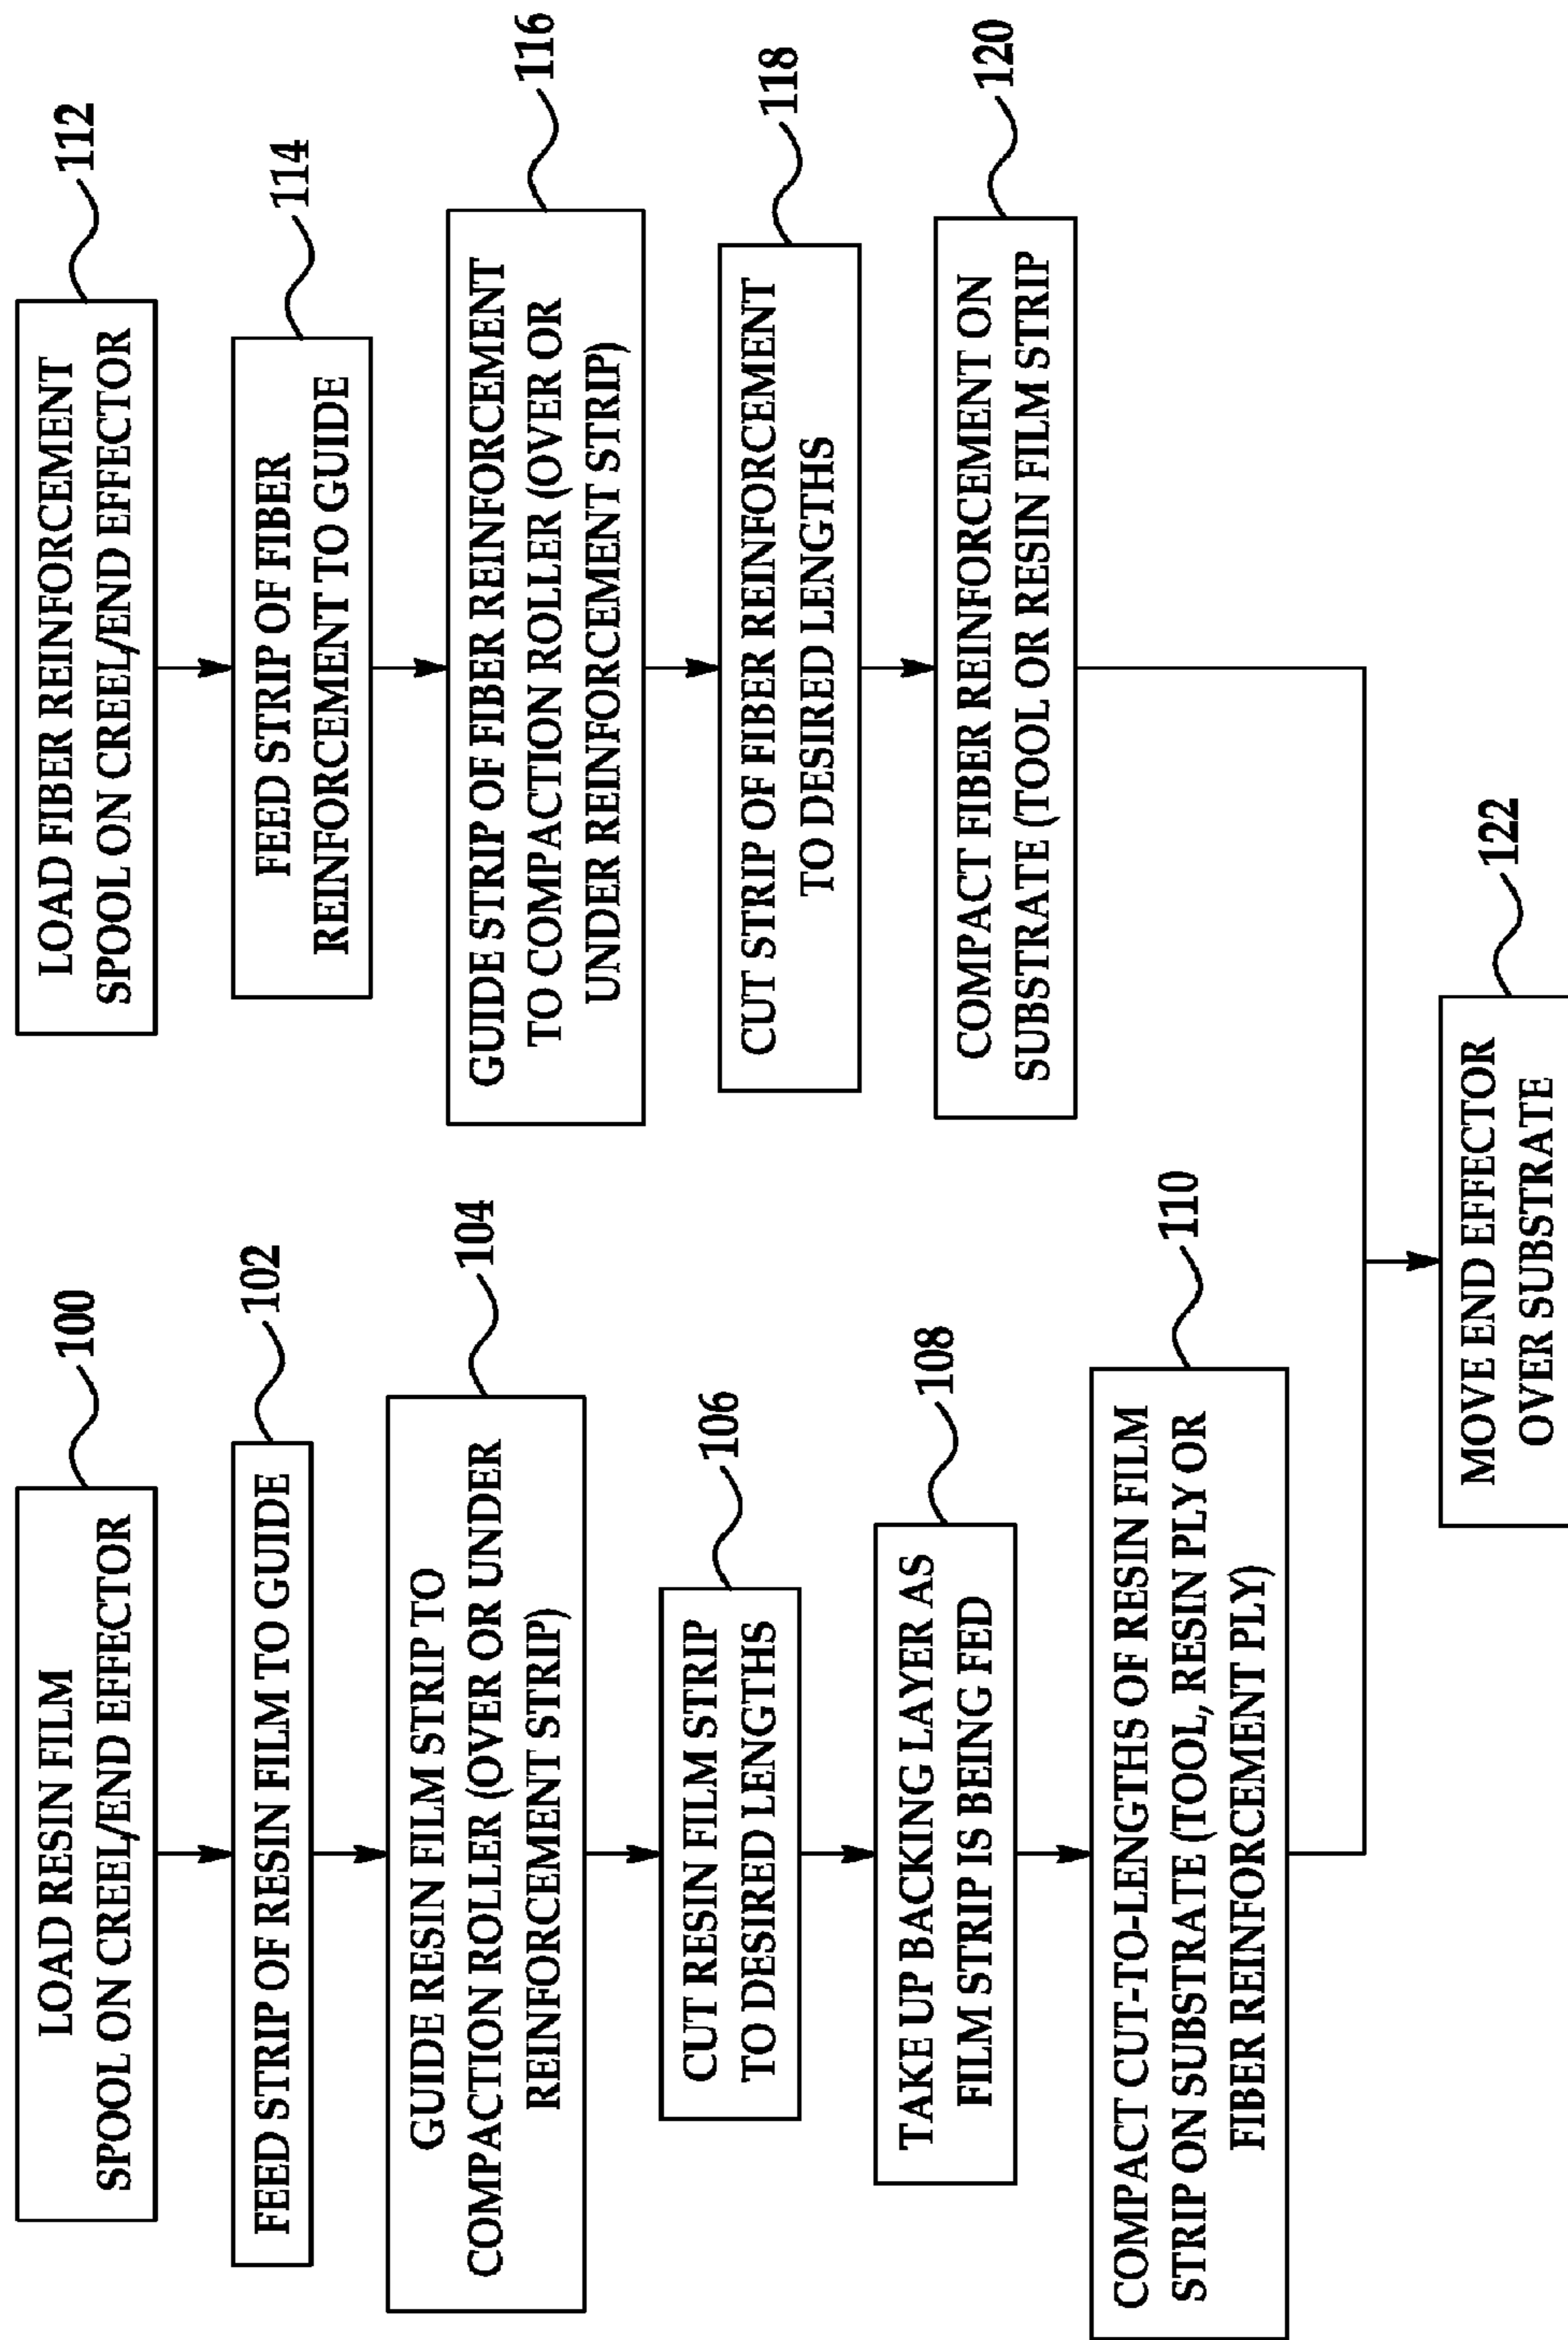 LOAD RESIN FILM
SPOOL ON CREEL/END EFFECTOR
100
FEED STRIP OF RESIN FILM TO GUIDE
102
GUIDE RESIN FILM STRIP TO
COMPACTION ROLLER (OVER OR UNDER
REINFORCEMENT STRIP)
104
CUT RESIN FILM STRIP
TO DESIRED LENGTHS
106
TAKE UP BACKING LAYER AS
FILM STRIP IS BEING FED
108
COMPACT CUT-TO-LENGTHS OF RESIN FILM
STRIP ON SUBSTRATE (TOOL, RESIN PLY OR
FIBER REINFORCEMENT PLY)
110
LOAD FIBER REINFORCEMENT
SPOOL ON CREEL/END EFFECTOR
112
FEED STRIP OF FIBER
REINFORCEMENT TO GUIDE
114
GUIDE STRIP OF FIBER REINFORCEMENT
TO COMPACTION ROLLER (OVER OR
UNDER REINFORCEMENT STRIP)
116
CUT STRIP OF FIBER REINFORCEMENT
TO DESIRED LENGTHS
118
COMPACT FIBER REINFORCEMENT ON
SUBSTRATE (TOOL OR RESIN FILM STRIP
120
MOVE END EFFECTOR
OVER SUBSTRATE
122